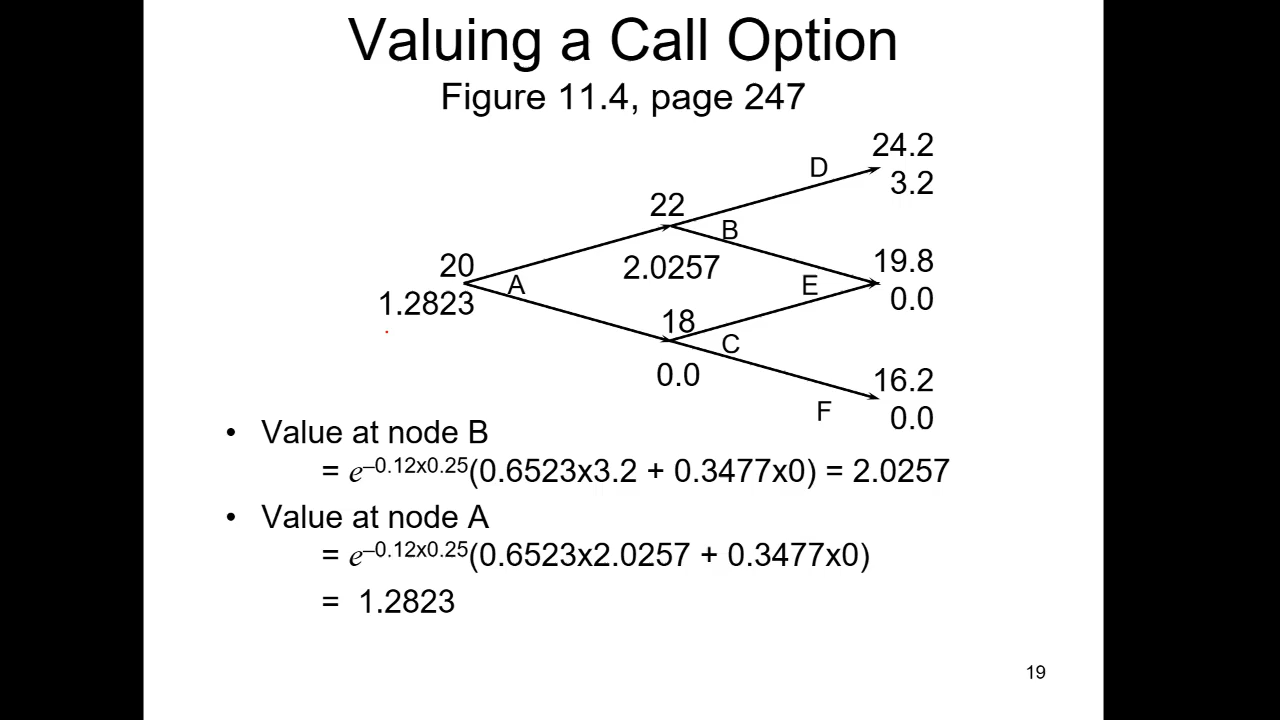 Valuing a Call Option
Figure 11.4, page 247
24.2
D
3.2
22
B
20
A
2.0257
19.8
E
1.2823
0.0
18
C
0.0
16.2
F
0.0
• Value at node B
= e–0.12x0.25(0.6523x3.2 + 0.3477x0) = 2.0257
• Value at node A
= e–0.12x0.25(0.6523x2.0257 + 0.3477x0)
= 1.2823
19